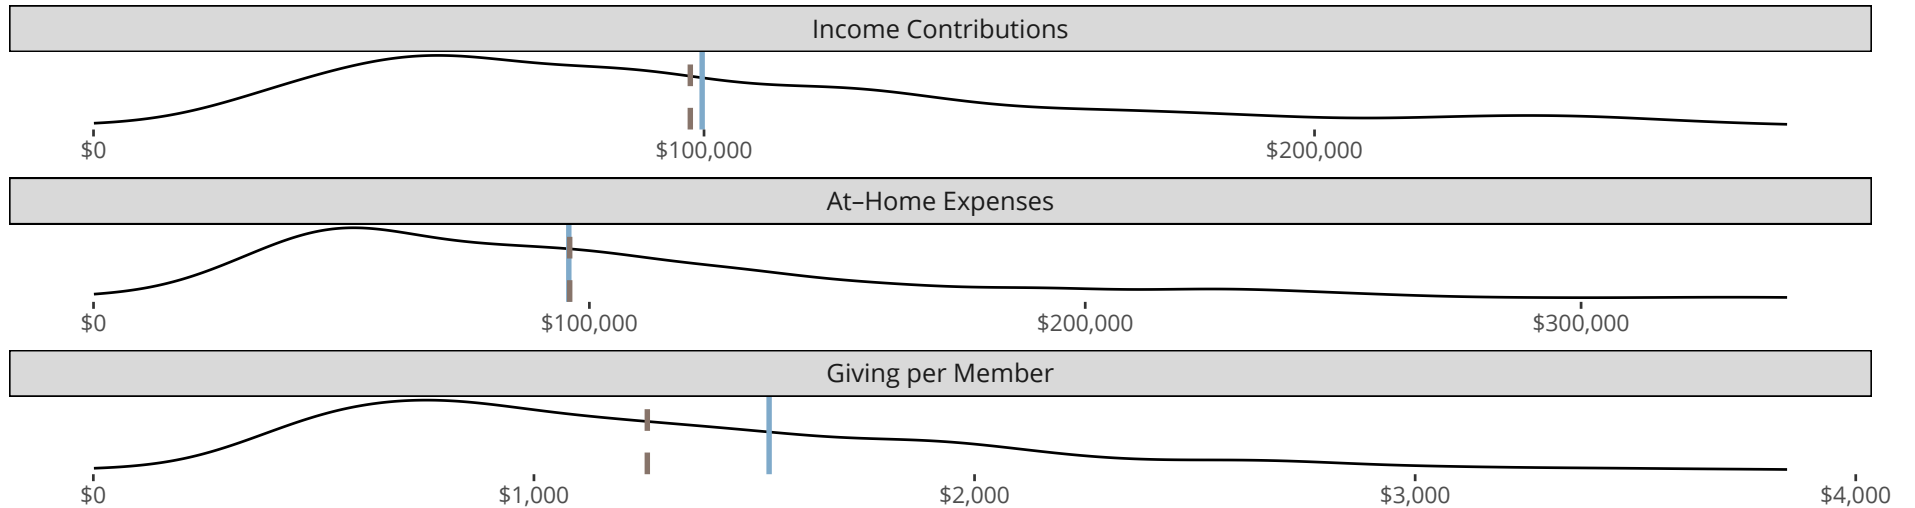 Income Contributions
$0 $100,000 $200,000
At–Home Expenses
$0 $100,000 $200,000 $300,000
Giving per Member
$0 $1,000 $2,000 $3,000 $4,000